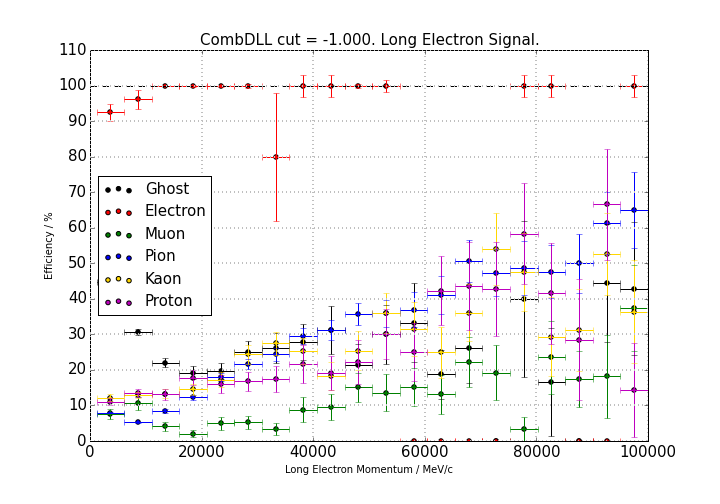 CombDLL cut = -1.000. Long Electron Signal.
110
100
90
80
70
60
50
40
30
20
10
0
Efficiency / %
Ghost
Electron
Muon
Pion
Kaon
Proton
0 20000 40000 60000 80000 100000
Long Electron Momentum / MeV/c